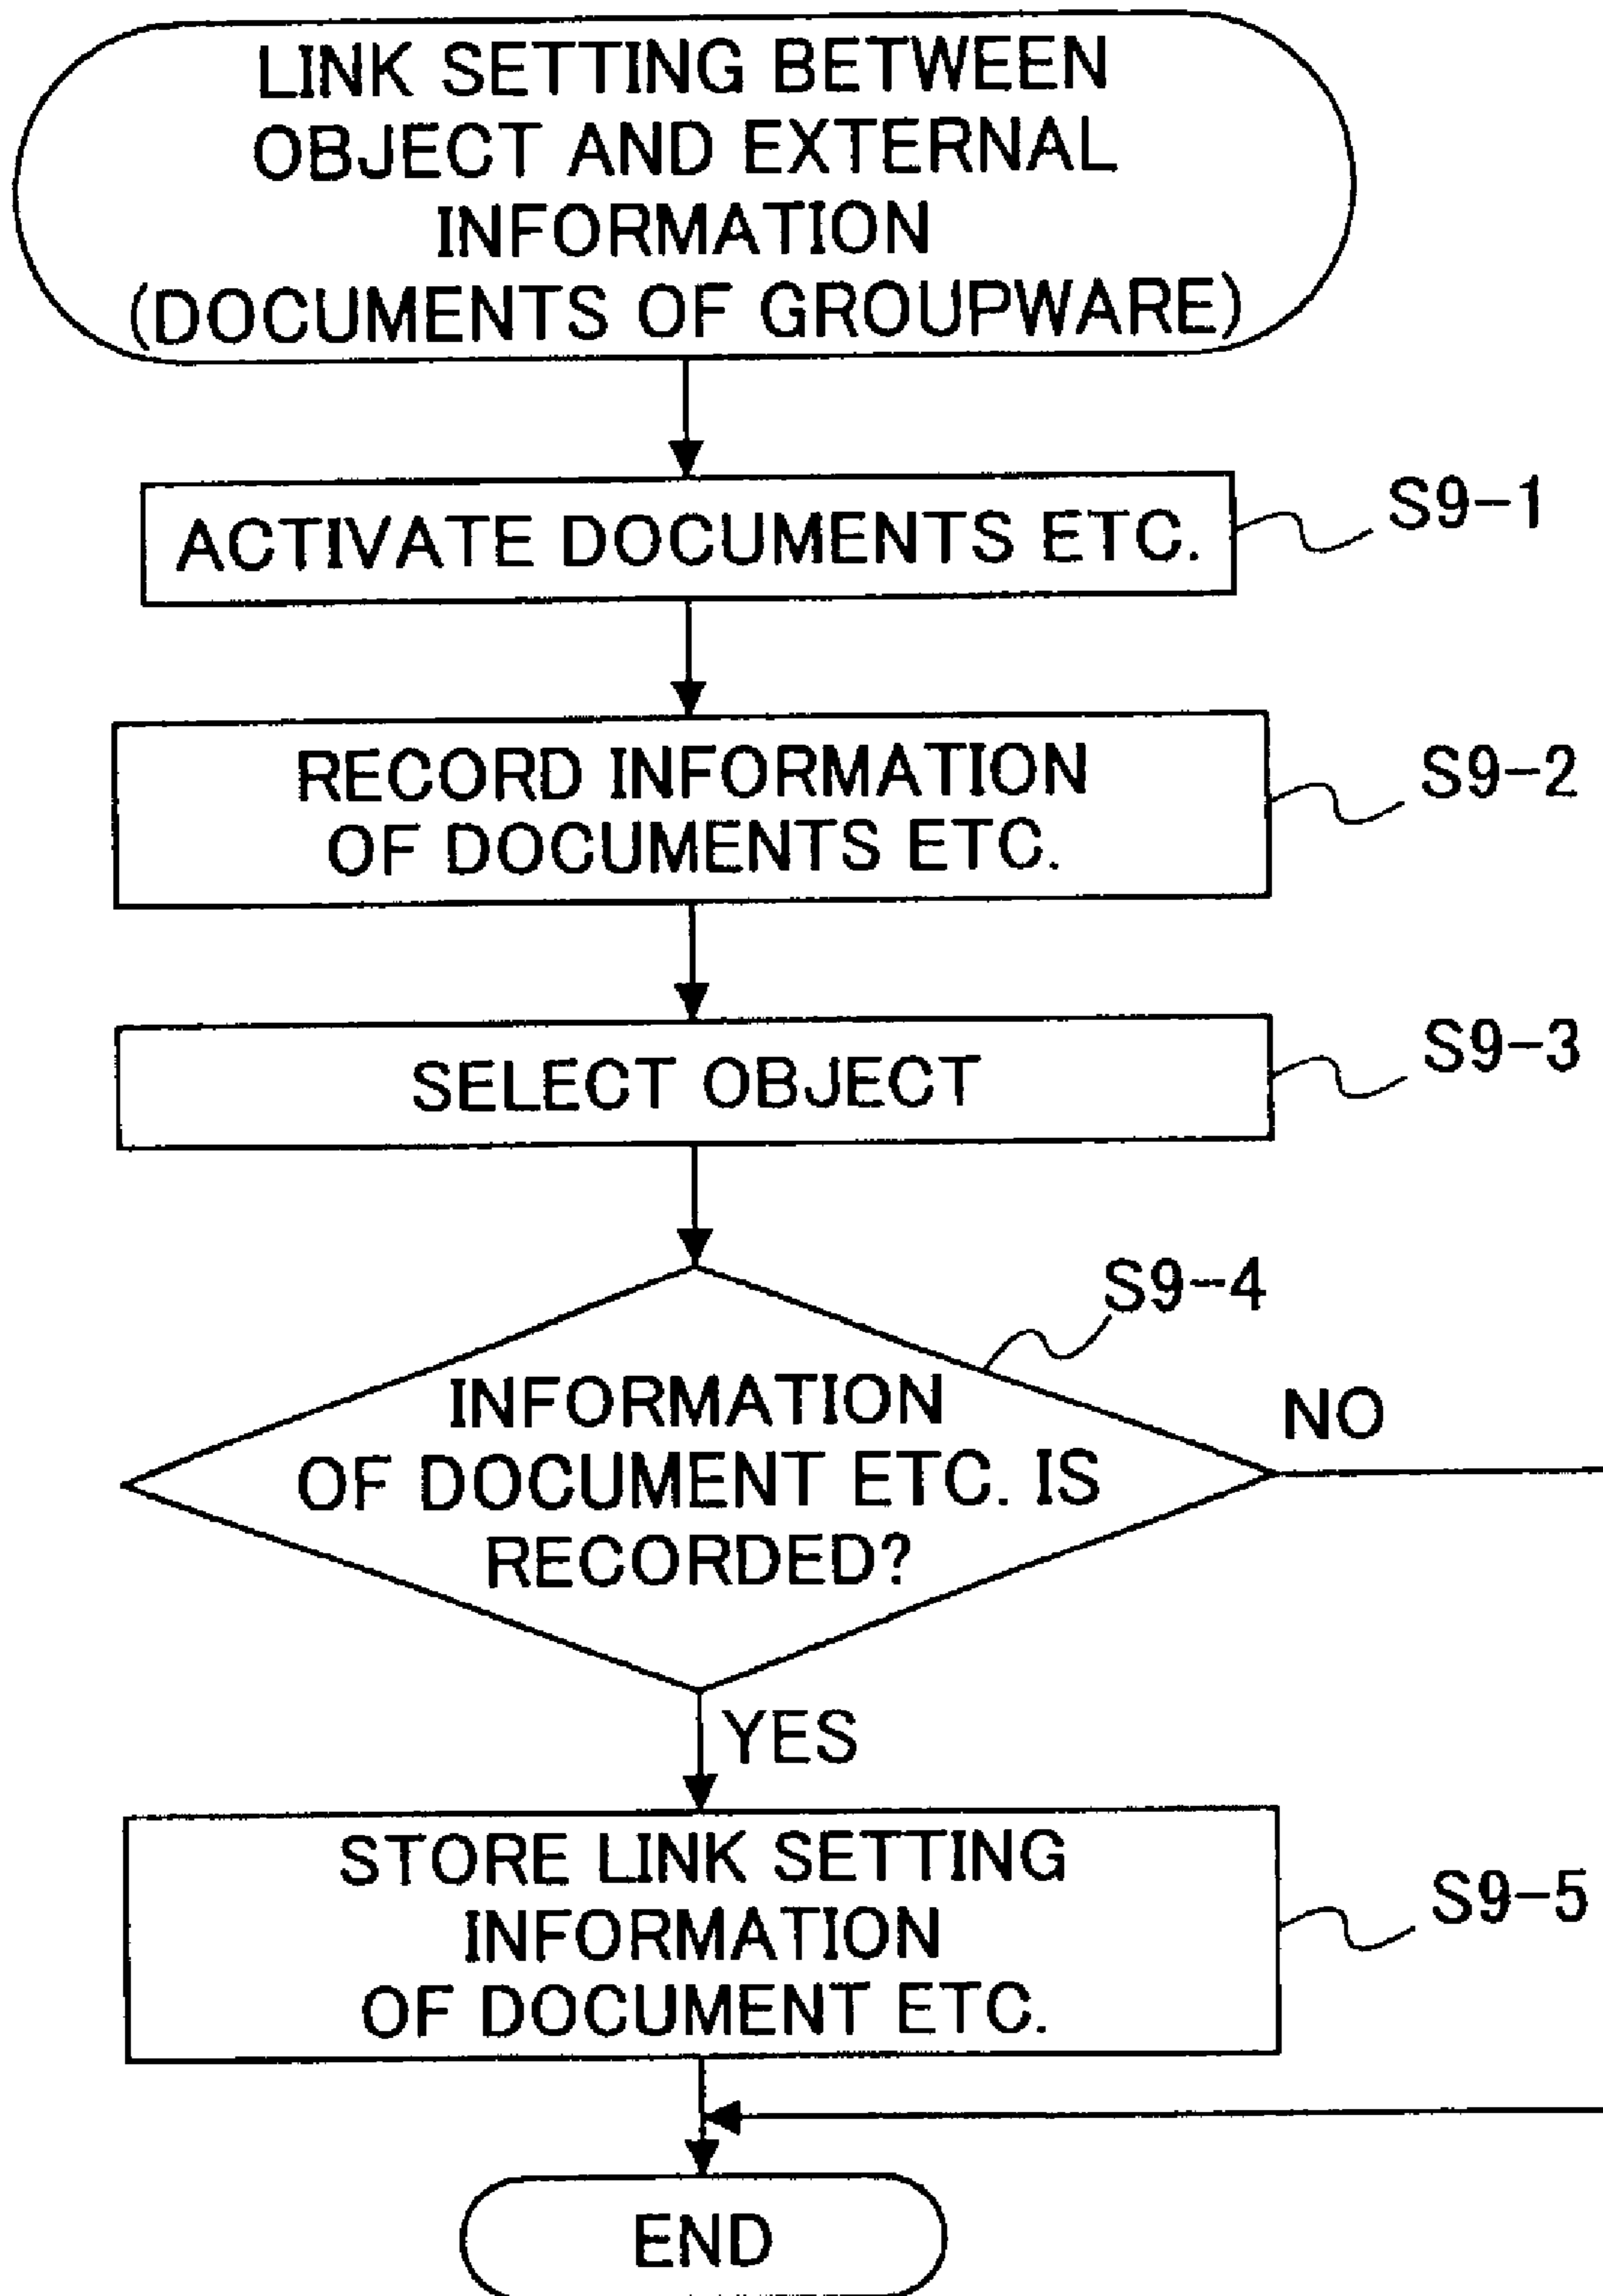 LINK SETTING BETWEEN
OBJECT AND EXTERNAL
INFORMATION
(DOCUMENTS OF GROUPWARE)
ACTIVATE DOCUMENTS ETC.
S9-1
RECORD INFORMATION
OF DOCUMENTS ETC.
S9-2
SELECT OBJECT
S9-3
S9-4
INFORMATION
OF DOCUMENT ETC. IS
RECORDED?
NO
YES
STORE LINK SETTING
INFORMATION
OF DOCUMENT ETC.
S9-5
END